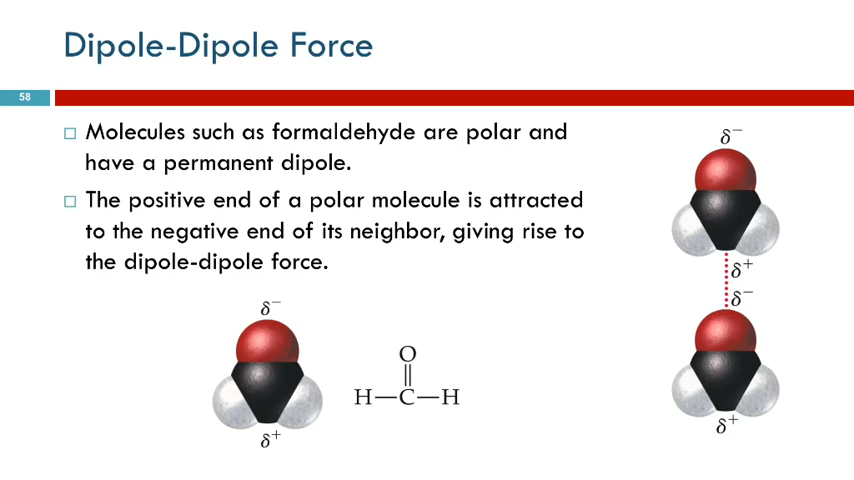 Dipole-Dipole Force
58
□ Molecules such as formaldehyde are polar and
have a permanent dipole.
□ The positive end of a polar molecule is attracted
to the negative end of its neighbor, giving rise to
the dipole-dipole force.
δ⁻
δ⁺
O
||
H—C—H
δ⁻
δ⁺
δ⁻
δ⁺